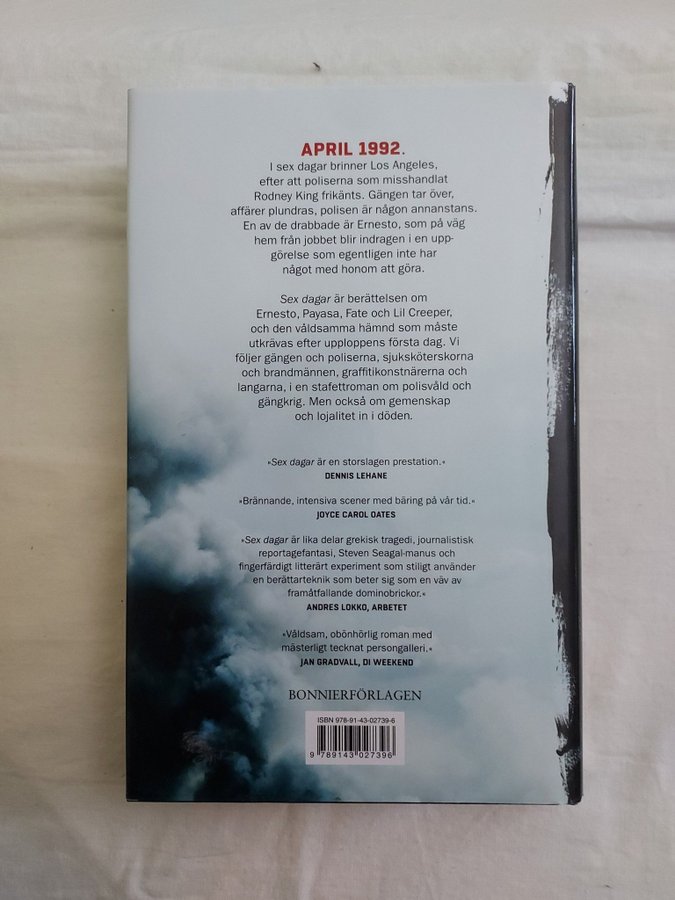 APRIL 1992.
I sex dagar brinner Los Angeles,
efter att poliserna som misshandlat
Rodney King frikänts. Gängen tar över,
affärer plundras, polisen är någon annanstans.
En av de drabbade är Ernesto, som på väg
hem från jobbet blir indragen i en upp-
görelse som egentligen inte har
något med honom att göra.
Sex dagar är berättelsen om
Ernesto, Payasa, Fate och Lil Creeper,
och den våldsamma hämnd som måste
utkrävas efter upploppens första dag. Vi
följer gängen och poliserna, sjuksköterskorna
och brandmännen, graffitikonstnärerna och
langarna, i en stafettroman om polisvåld och
gängkrig. Men också om gemenskap
och lojalitet in i döden.
»Sex dagar är en storslagen prestation.«
DENNIS LEHANE
»Brännande, intensiva scener med bäring på vår tid.«
JOYCE CAROL OATES
»Sex dagar är lika delar grekisk tragedi, journalistisk
reportagefantasi, Steven Seagal-manus och
fingerfärdigt litterärt experiment som stiligt använder
en berättarteknik som beter sig som en väv av
framåtfallande dominobrickor.«
ANDRES LOKKO, ARBETET
»Våldsam, obönhörlig roman med
mästerligt tecknat persongalleri.«
JAN GRADVALL, DI WEEKEND
BONNIERFÖRLAGEN
ISBN 978-91-43-02739-6
9 789143 027396